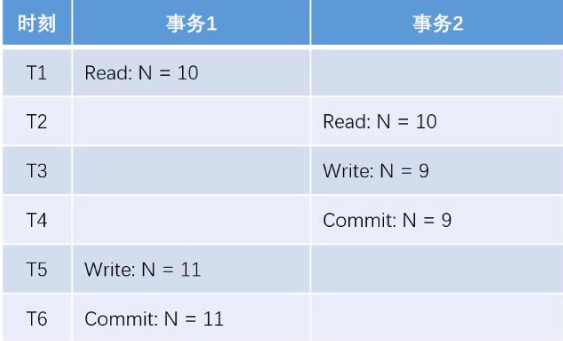 时刻 事务1 事务2
T1 Read: N = 10
T2 Read: N = 10
T3 Write: N = 9
T4 Commit: N = 9
T5 Write: N = 11
T6 Commit: N = 11